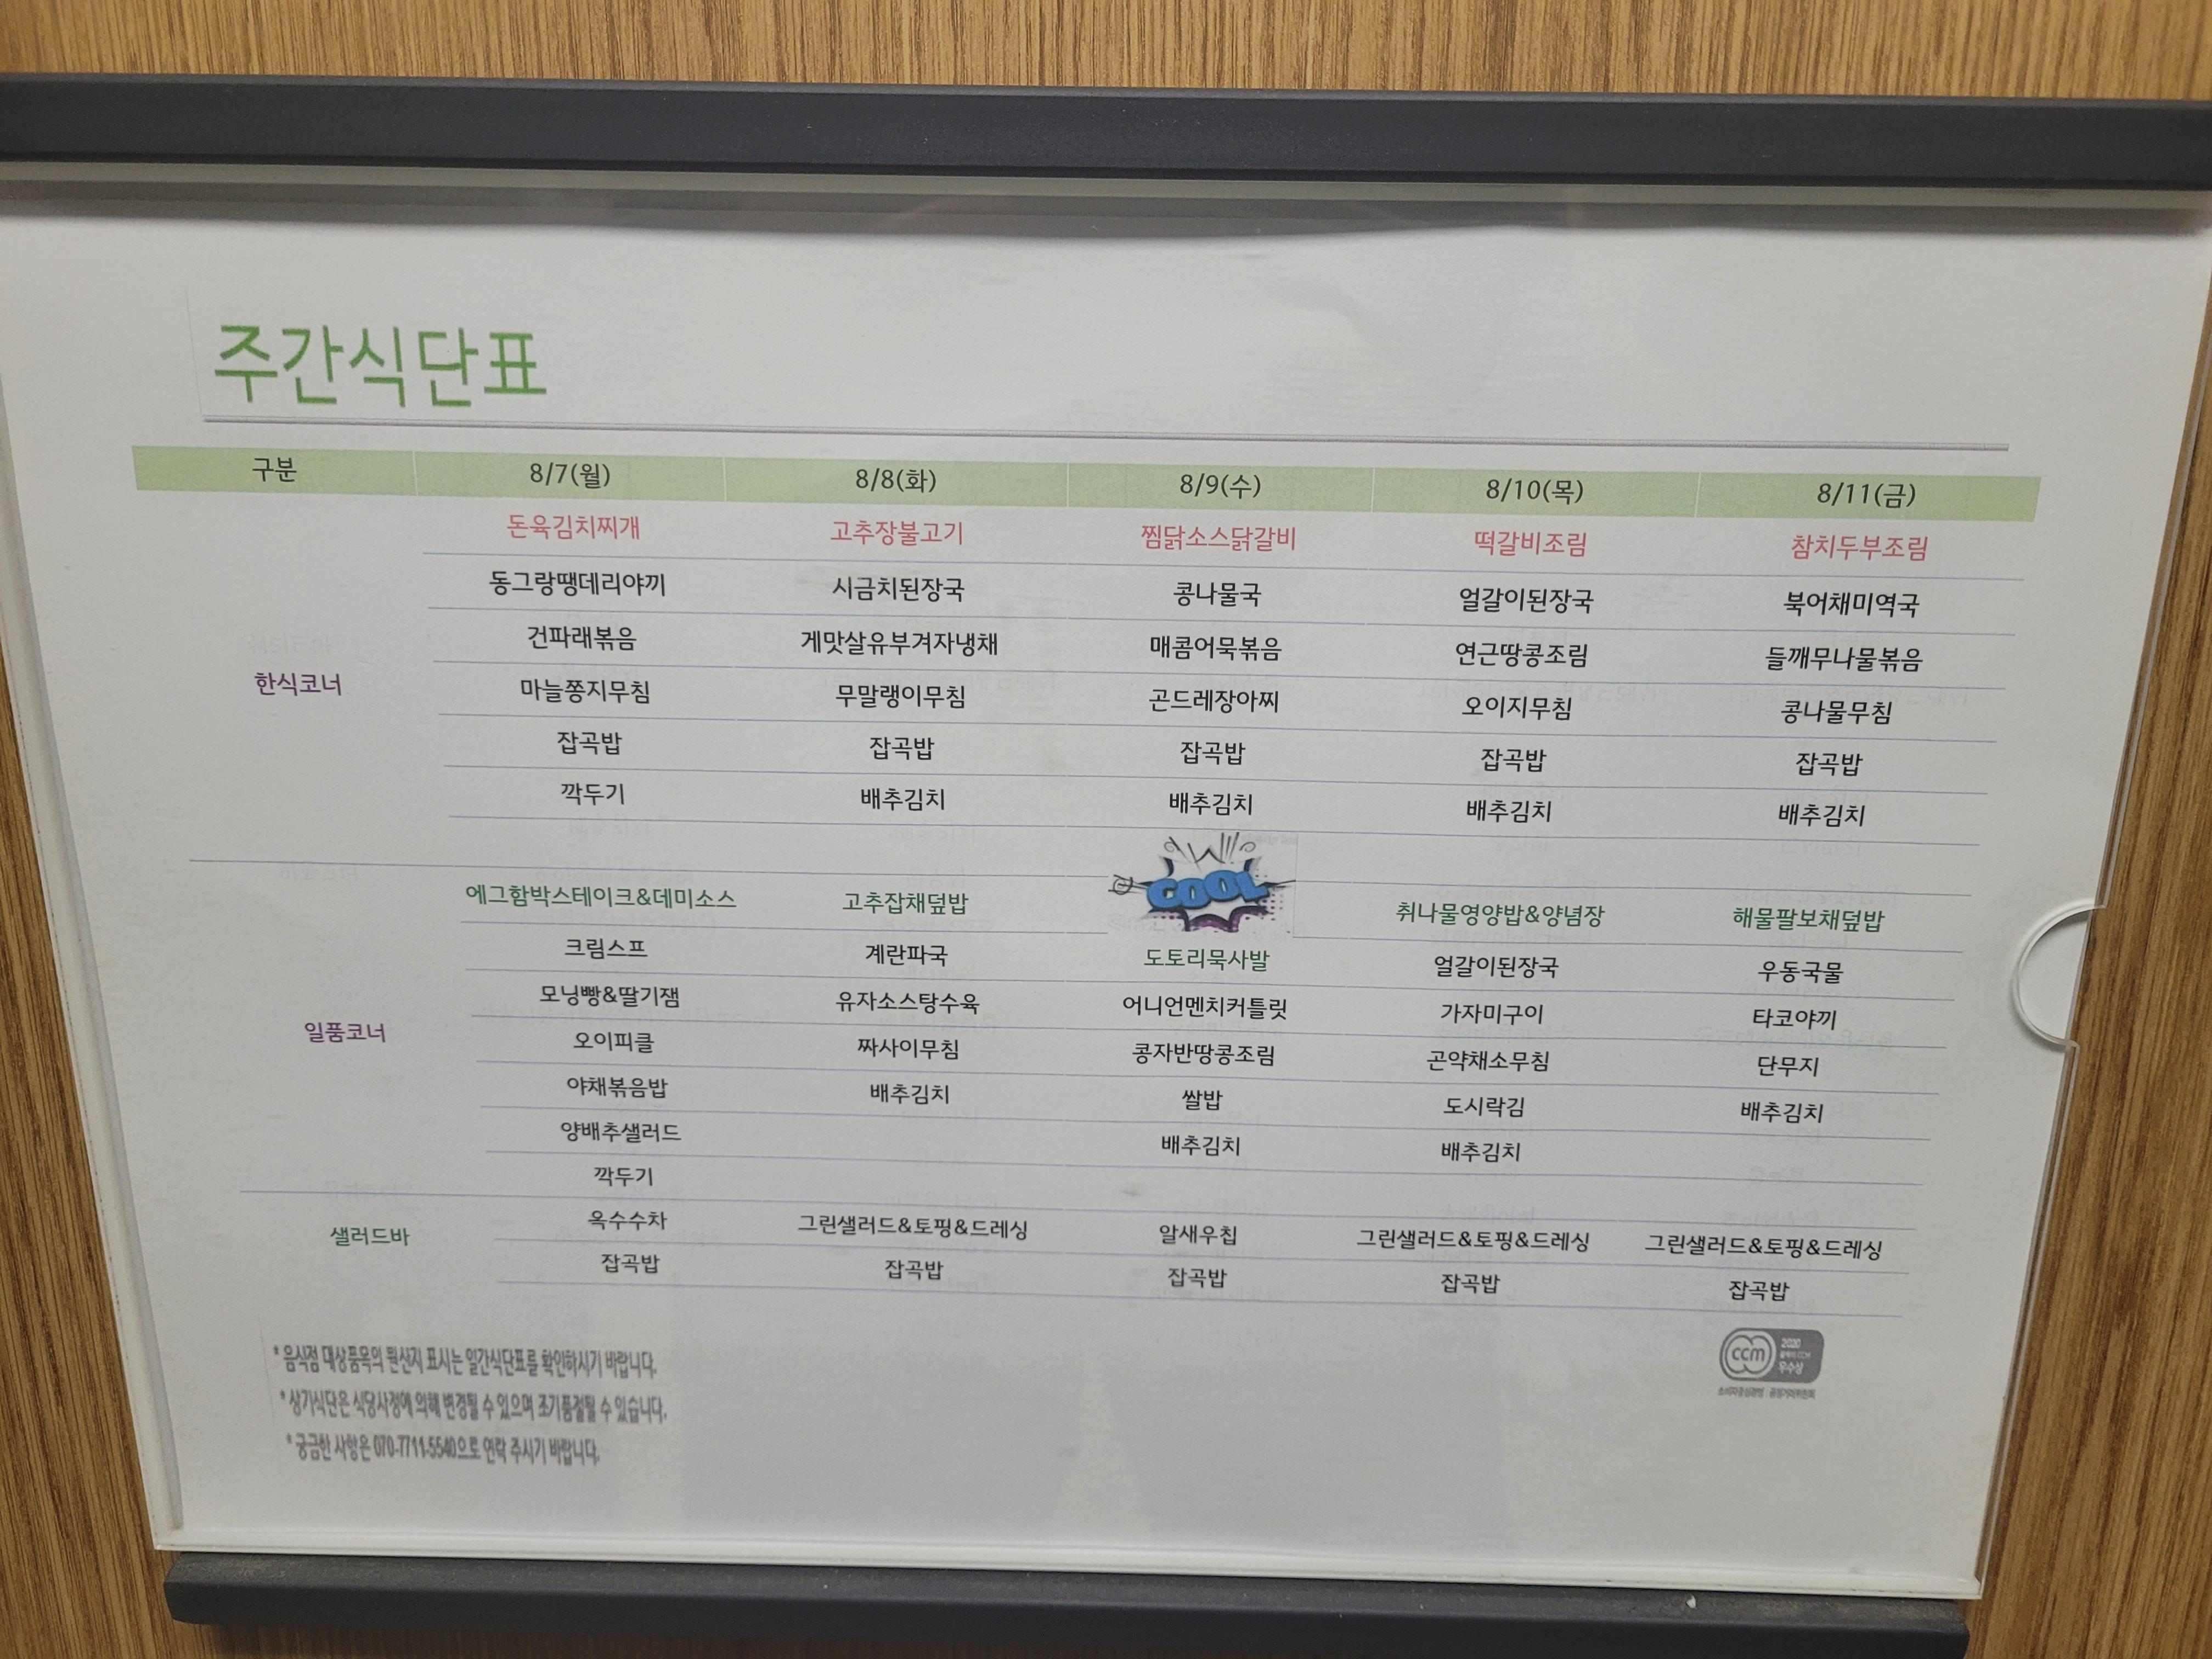 주간식단표
구분 8/7(월) 8/8(화) 8/9(수) 8/10(목) 8/11(금)
돈육김치찌개 고추장불고기 찜닭소스닭갈비 떡갈비조림 참치두부조림
동그랑땡데리야끼 시금치된장국 콩나물국 얼갈이된장국 북어채미역국
건파래볶음 게맛살유부겨자냉채 매콤어묵볶음 연근땅콩조림 들깨무나물볶음
한식코너 마늘쫑지무침 무말랭이무침 곤드레장아찌 오이지무침 콩나물무침
잡곡밥 잡곡밥 잡곡밥 잡곡밥 잡곡밥
깍두기 배추김치 배추김치 배추김치 배추김치
COOL
에그함박스테이크&데미소스 고추잡채덮밥 취나물영양밥&양념장 해물팔보채덮밥
크림스프 계란파국 도토리묵사발 얼갈이된장국 우동국물
모닝빵&딸기잼 유자소스탕수육 어니언멘치커틀릿 가자미구이 타코야끼
일품코너 오이피클 짜사이무침 콩자반땅콩조림 곤약채소무침 단무지
야채볶음밥 배추김치 쌀밥 도시락김 배추김치
양배추샐러드 배추김치 배추김치
깍두기
샐러드바 옥수수차 그린샐러드&토핑&드레싱 알새우칩 그린샐러드&토핑&드레싱 그린샐러드&토핑&드레싱
잡곡밥 잡곡밥 잡곡밥 잡곡밥 잡곡밥
* 음식점 대상품목의 원산지 표시는 일간식단표를 확인하시기 바랍니다.
* 상기식단은 식당사정에 의해 변경될 수 있으며 조기품절될 수 있습니다.
* 궁금한 사항은 070-7711-5540으로 연락 주시기 바랍니다.
ccm 2020
우수상